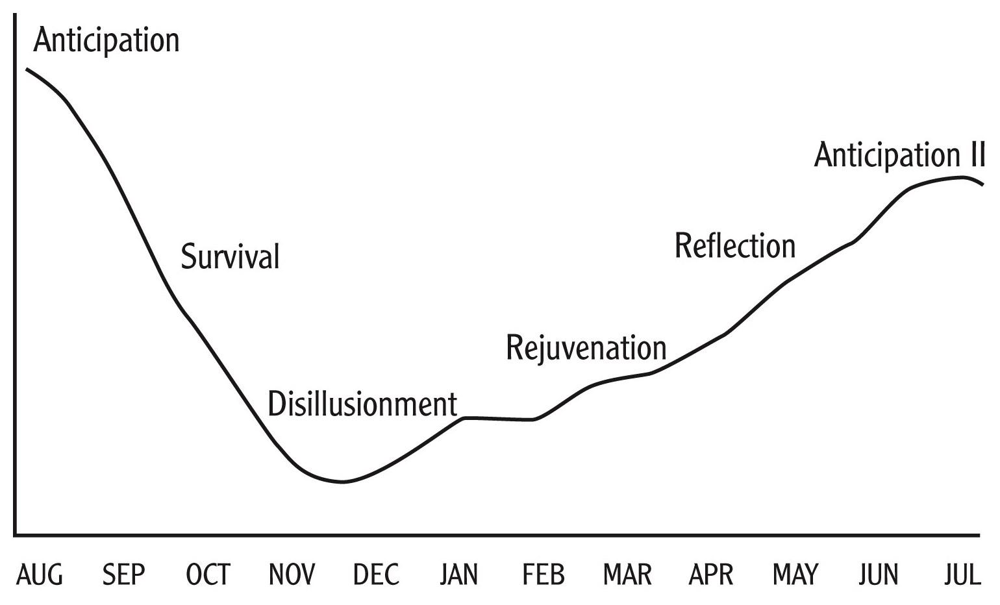 Anticipation
Anticipation II
Survival
Reflection
Rejuvenation
Disillusionment
AUG SEP OCT NOV DEC JAN FEB MAR APR MAY JUN JUL